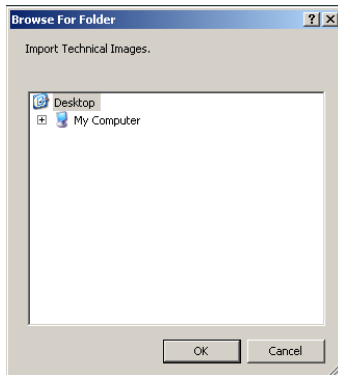 Browse For Folder
Import Technical Images.
Desktop
My Computer
OK Cancel